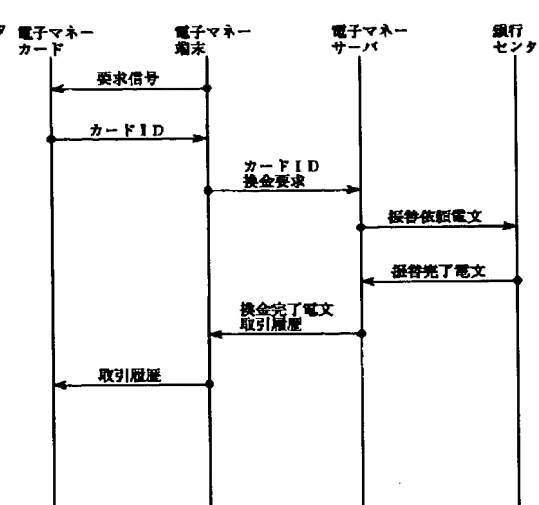 電子マネー
カード
電子マネー
端末
電子マネー
サーバ
銀行
センタ
要求信号
カードID
カードID
換金要求
振替依頼電文
振替完了電文
換金完了電文
取引履歴
取引履歴